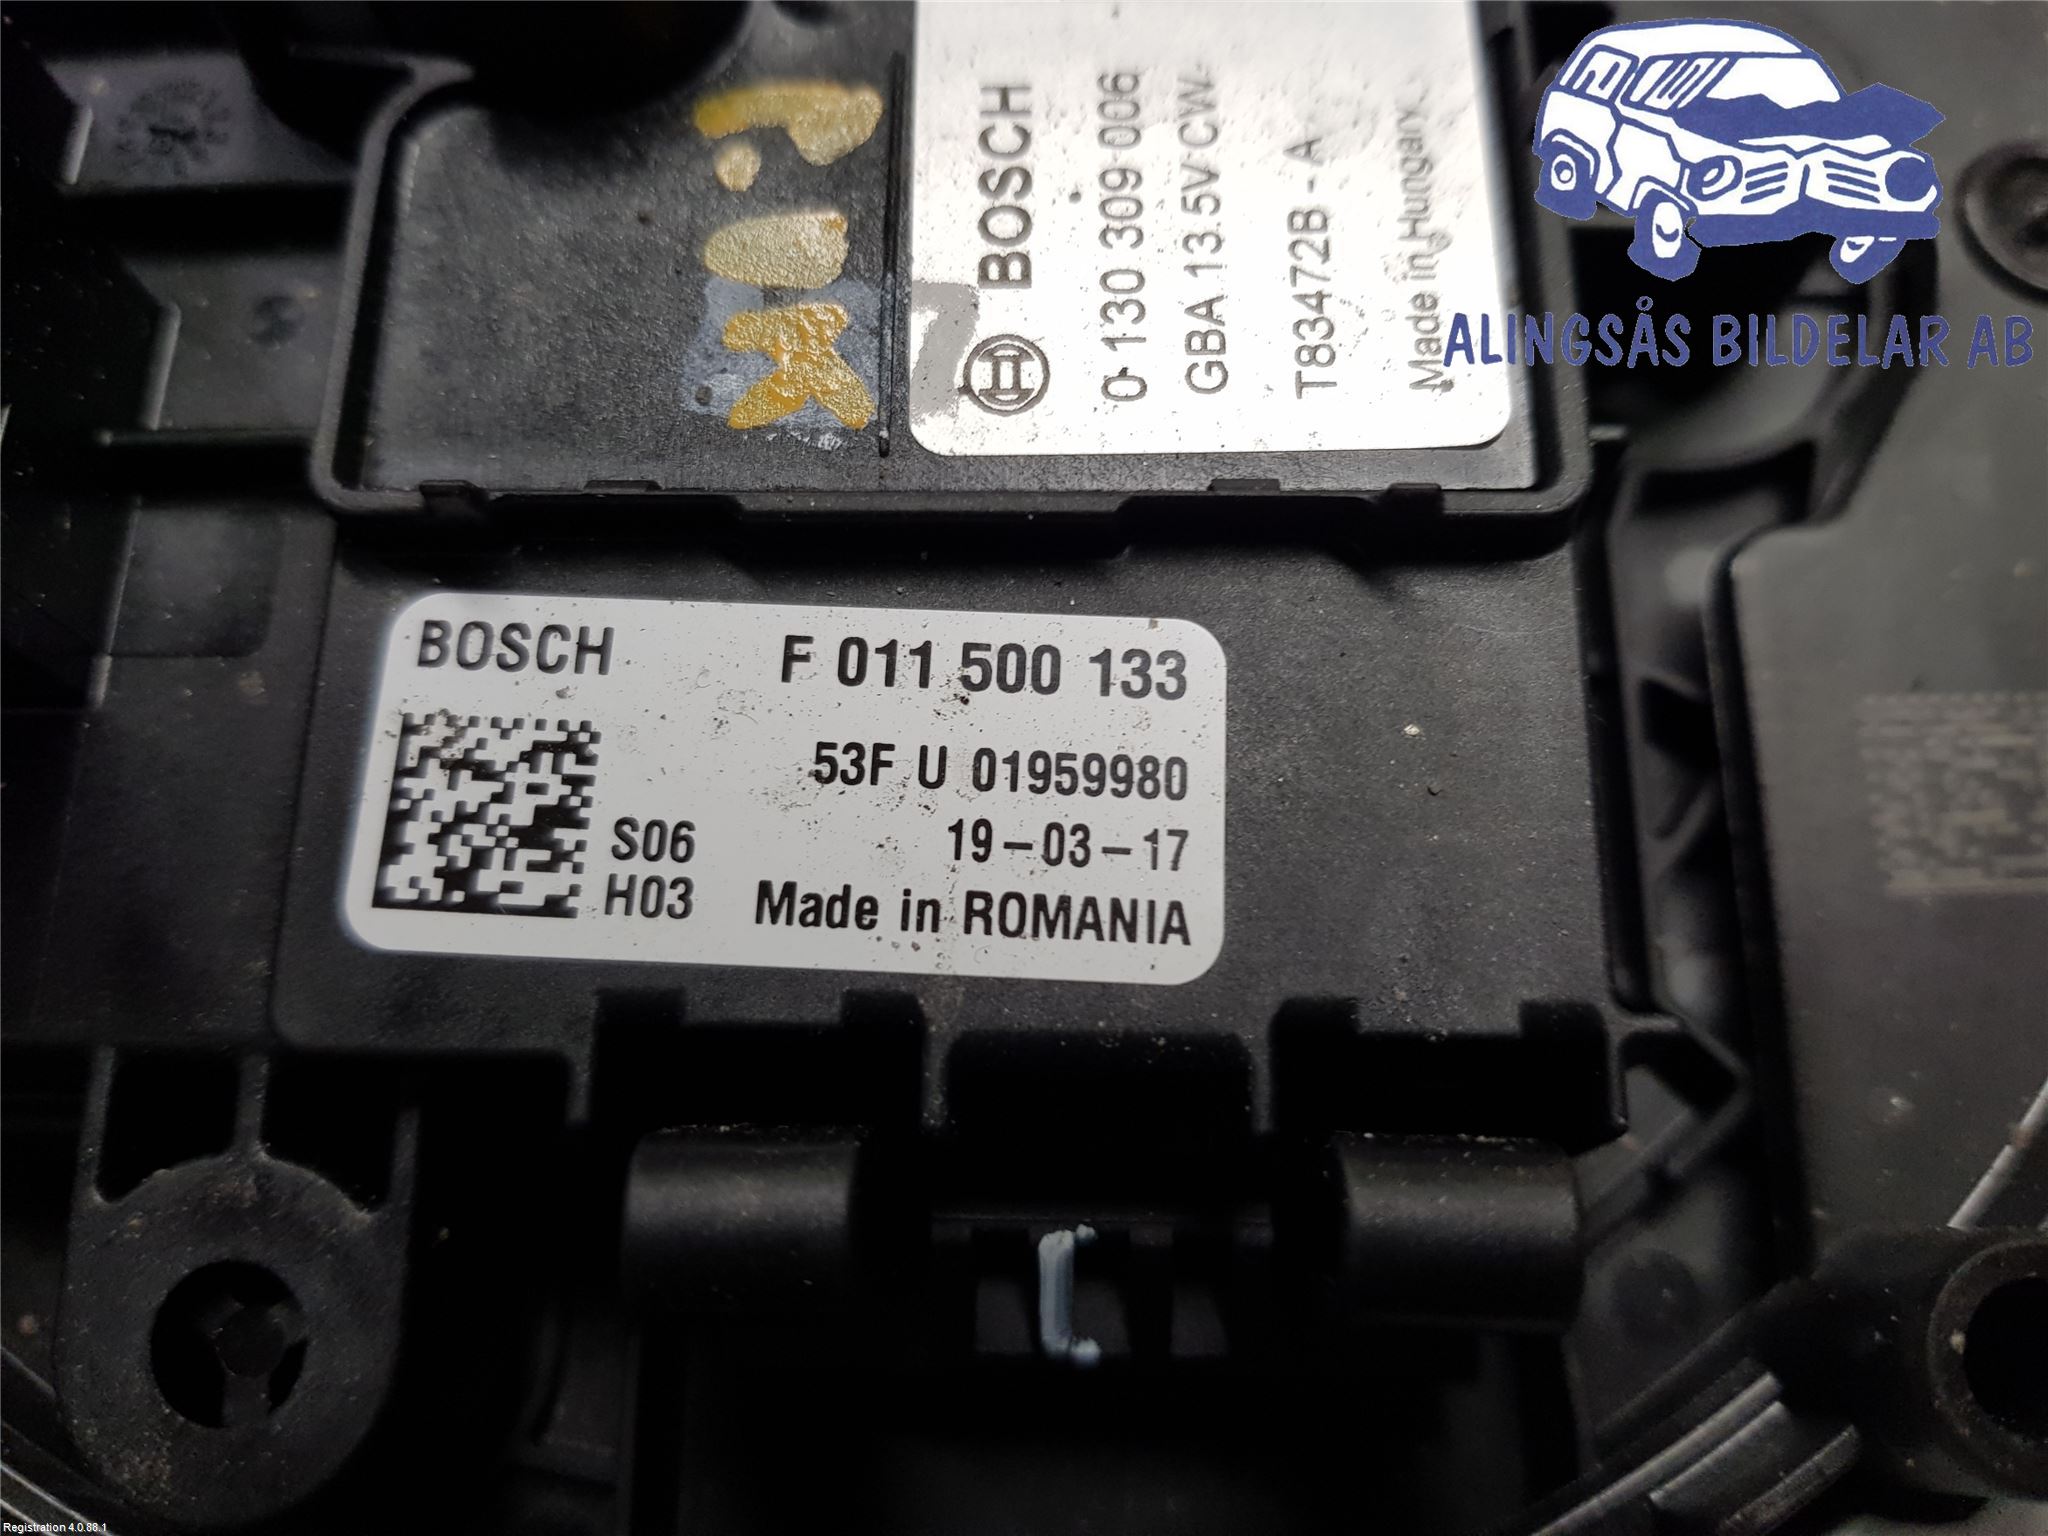 BOSCH
0 130 309 006
GBA 13.5V CW
T83472B - A
Made in Hungary
ALINGSÅS BILDELAR AB
BOSCH F 011 500 133
53F U 01959980
S06 19-03-17
H03 Made in ROMANIA
Registration 4.0.88.1